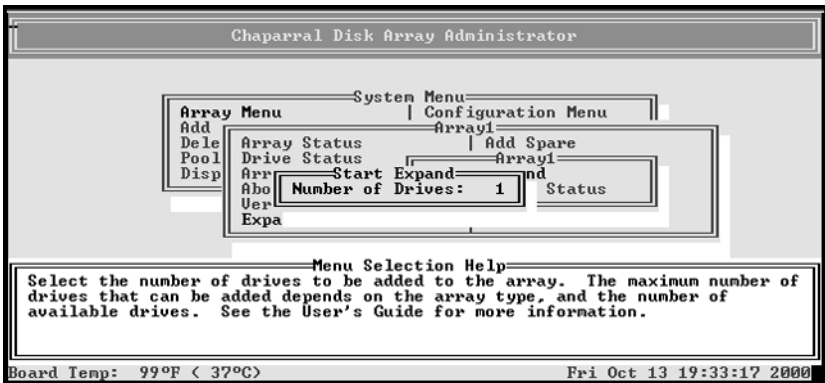 Chaparral Disk Array Administrator
System Menu
Array Menu | Configuration Menu
Add
Array1
Dele
Array Status | Add Spare
Pool
Drive Status
Array1
Disp
Arr
Start Expand
nd
Abo
Number of Drives: 1
Status
Ver
Expa
Menu Selection Help
Select the number of drives to be added to the array. The maximum number of
drives that can be added depends on the array type, and the number of
available drives. See the User's Guide for more information.
Board Temp: 99°F ( 37°C) Fri Oct 13 19:33:17 2000